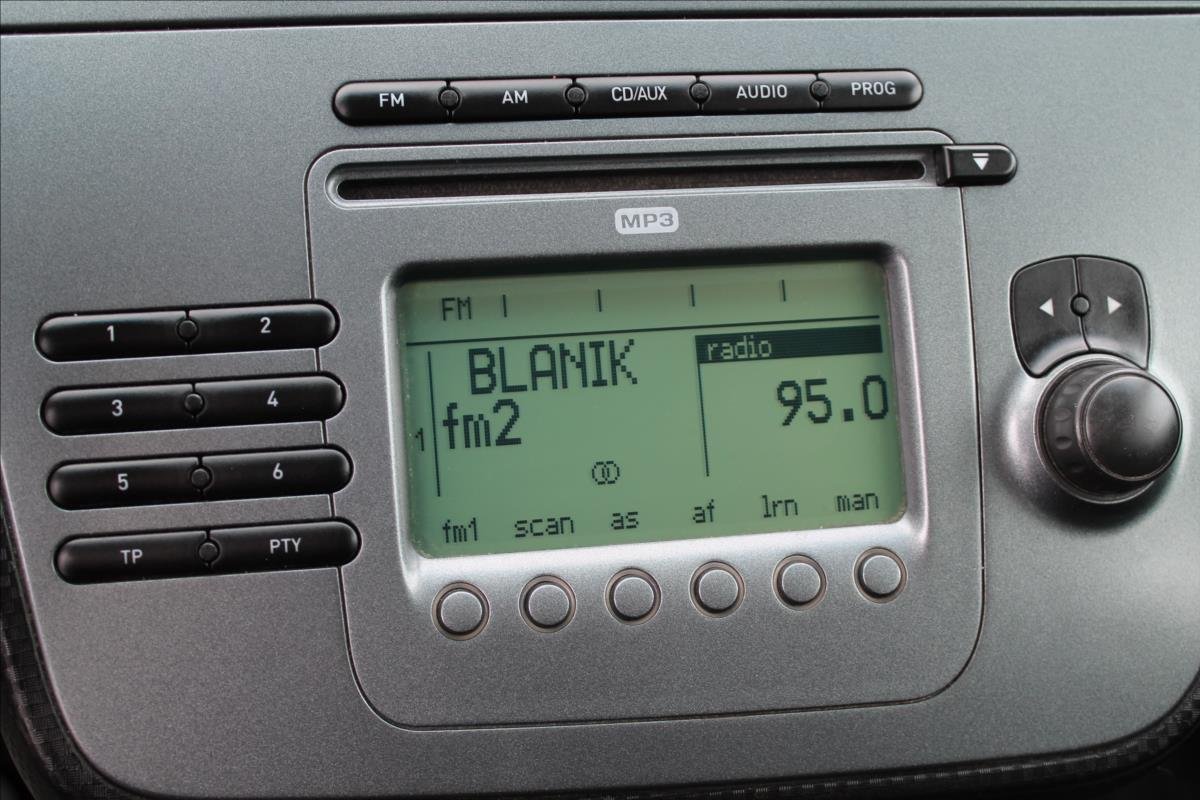 FM AM CD/AUX AUDIO PROG
MP3
FM
BLANIK radio
fm2 95.0
1
fm1 scan as af lrn man
1 2
3 4
5 6
TP PTY